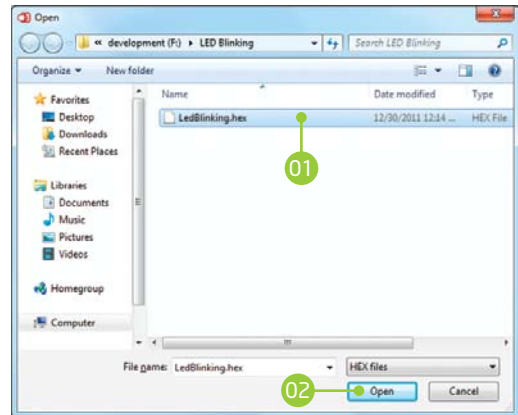 Open
« development (F:) ▸ LED Blinking
Search LED Blinking
Organize ▾ New folder
Name Date modified Type
Favorites
Desktop
Downloads
Recent Places
Libraries
Documents
Music
Pictures
Videos
Homegroup
Computer
LedBlinking.hex 12/30/2011 12:14 ... HEX File
01
File name: LedBlinking.hex HEX files
02 Open Cancel